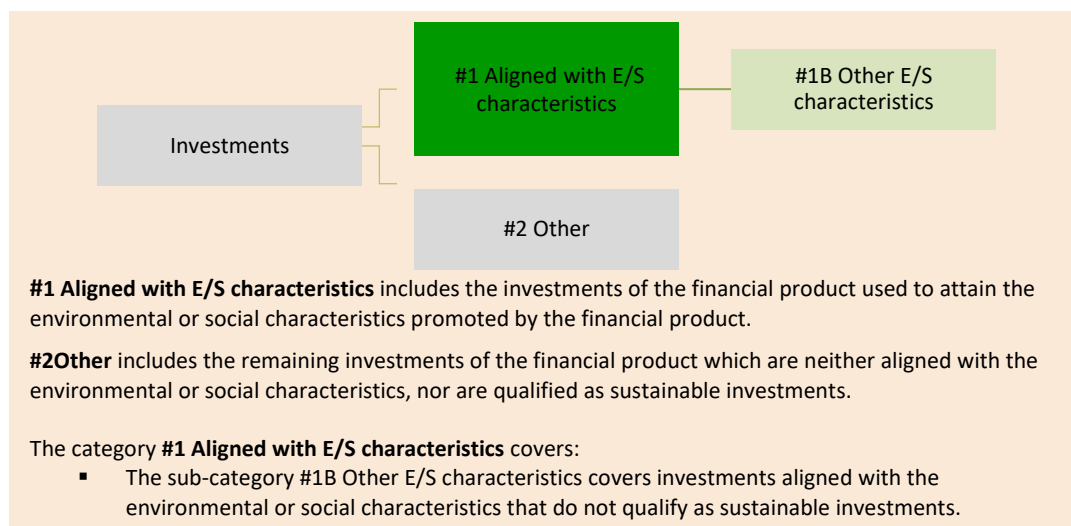 #1 Aligned with E/S
characteristics
#1B Other E/S
characteristics
Investments
#2 Other
#1 Aligned with E/S characteristics includes the investments of the financial product used to attain the
environmental or social characteristics promoted by the financial product.
#2Other includes the remaining investments of the financial product which are neither aligned with the
environmental or social characteristics, nor are qualified as sustainable investments.
The category #1 Aligned with E/S characteristics covers:
▪ The sub-category #1B Other E/S characteristics covers investments aligned with the
environmental or social characteristics that do not qualify as sustainable investments.